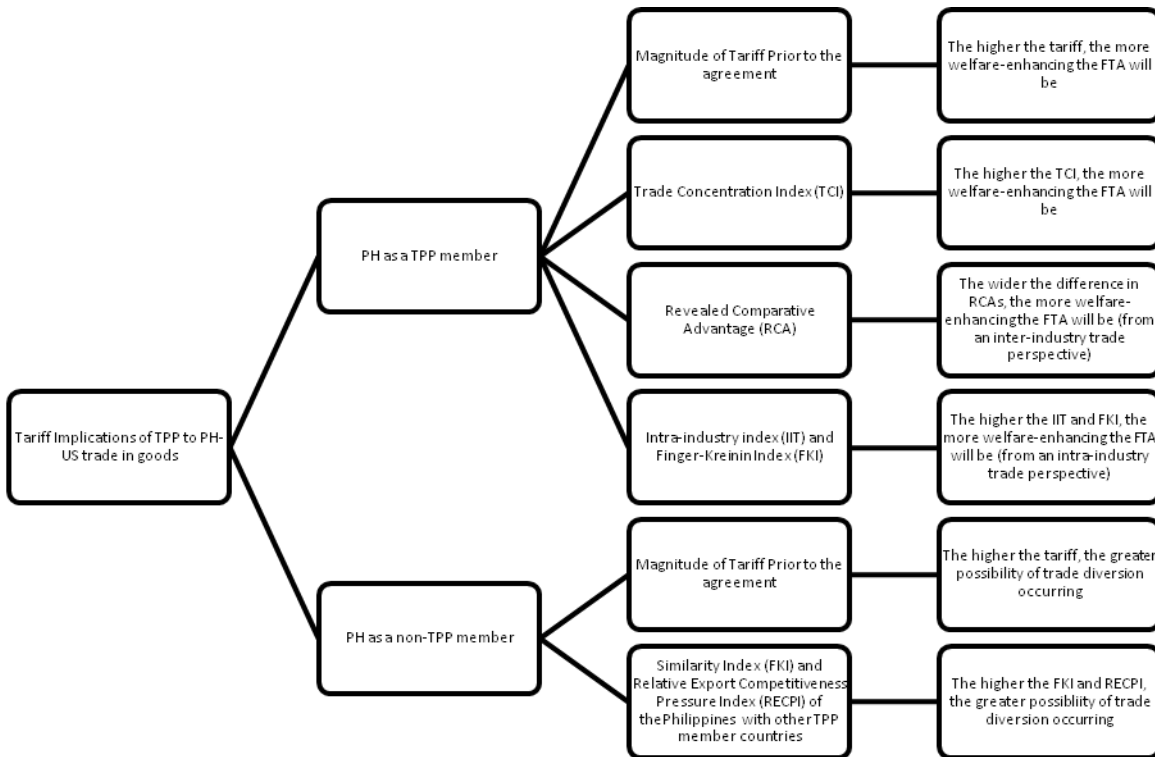 Tariff Implications of TPP to PH-
US trade in goods
PH as a TPP member
Magnitude of Tariff Prior to the
agreement
The higher the tariff, the more
welfare-enhancing the FTA will
be
Trade Concentration Index (TCI)
The higher the TCI, the more
welfare-enhancing the FTA will
be
Revealed Comparative
Advantage (RCA)
The wider the difference in
RCAs, the more welfare-
enhancing the FTA will be (from
an inter-industry trade
perspective)
Intra-industry index (IIT) and
Finger-Kreinin Index (FKI)
The higher the IIT and FKI, the
more welfare-enhancing the FTA
will be (from an intra-industry
trade perspective)
PH as a non-TPP member
Magnitude of Tariff Prior to the
agreement
The higher the tariff, the greater
possibility of trade diversion
occurring
Similarity Index (FKI) and
Relative Export Competitiveness
Pressure Index (RECPI) of
the Philippines with other TPP
member countries
The higher the FKI and RECPI,
the greater possibliity of trade
diversion occurring